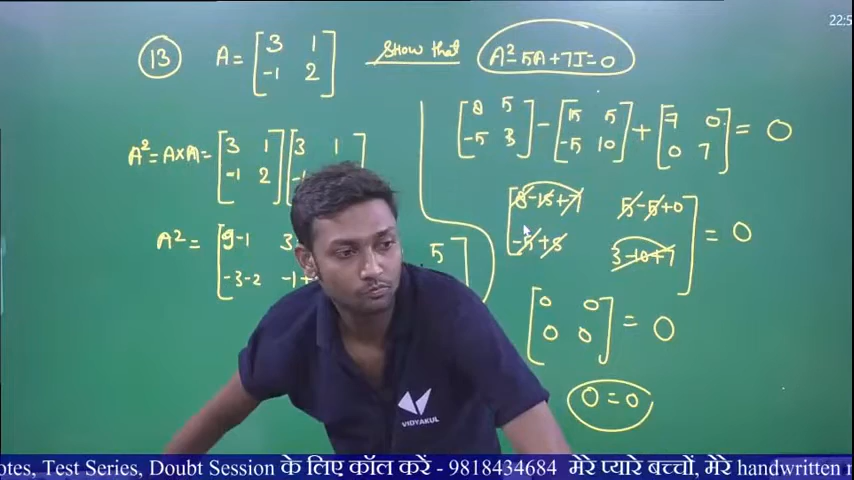 22:5
13 A = [3 1 -1 2] Show that A²-5A+7I=0
A²=A×A= [3 1 -1 2] [3 1
A² = [9-1 3 -3-2 -1+
5]
[8 5 -5 3] - [15 5 -5 10] + [7 0 0 7] = 0
[8-15+7 5-5+0 -5+5 3-10+7] = 0
[0 0 0 0] = 0
0=0
VIDYAKUL
otes, Test Series, Doubt Session के लिए कॉल करें - 9818434684 मेरे प्यारे बच्चों, मेरे handwritten